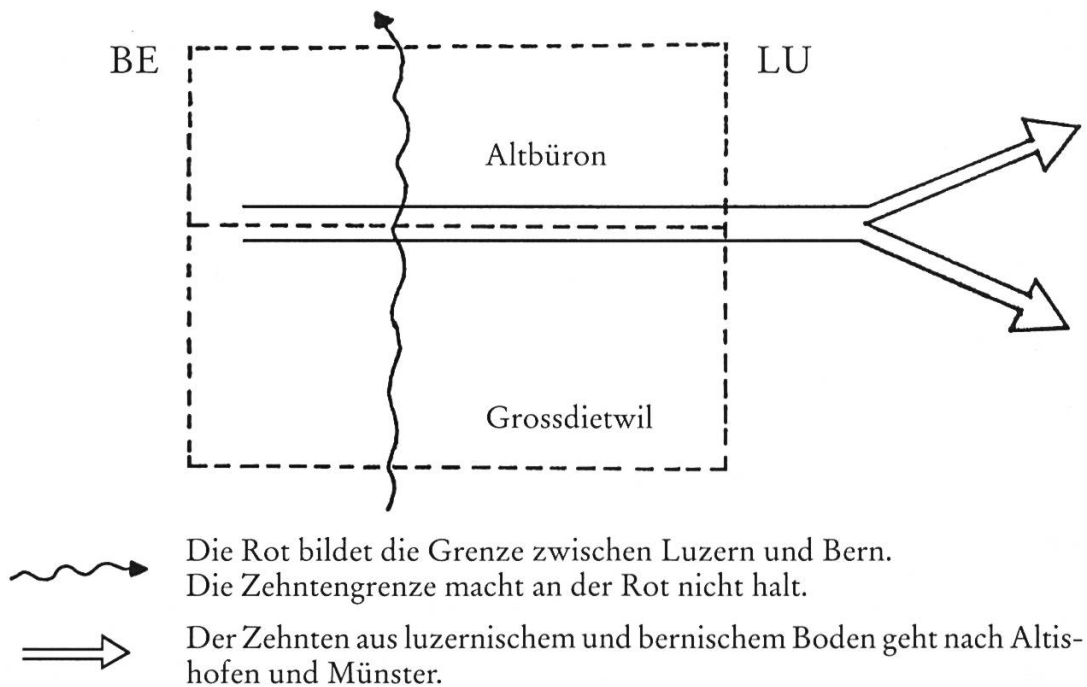 BE
LU
Altbüron
Grossdietwil
Die Rot bildet die Grenze zwischen Luzern und Bern.
Die Zehntengrenze macht an der Rot nicht halt.
Der Zehnten aus luzernischem und bernischem Boden geht nach Altis-
hofen und Münster.